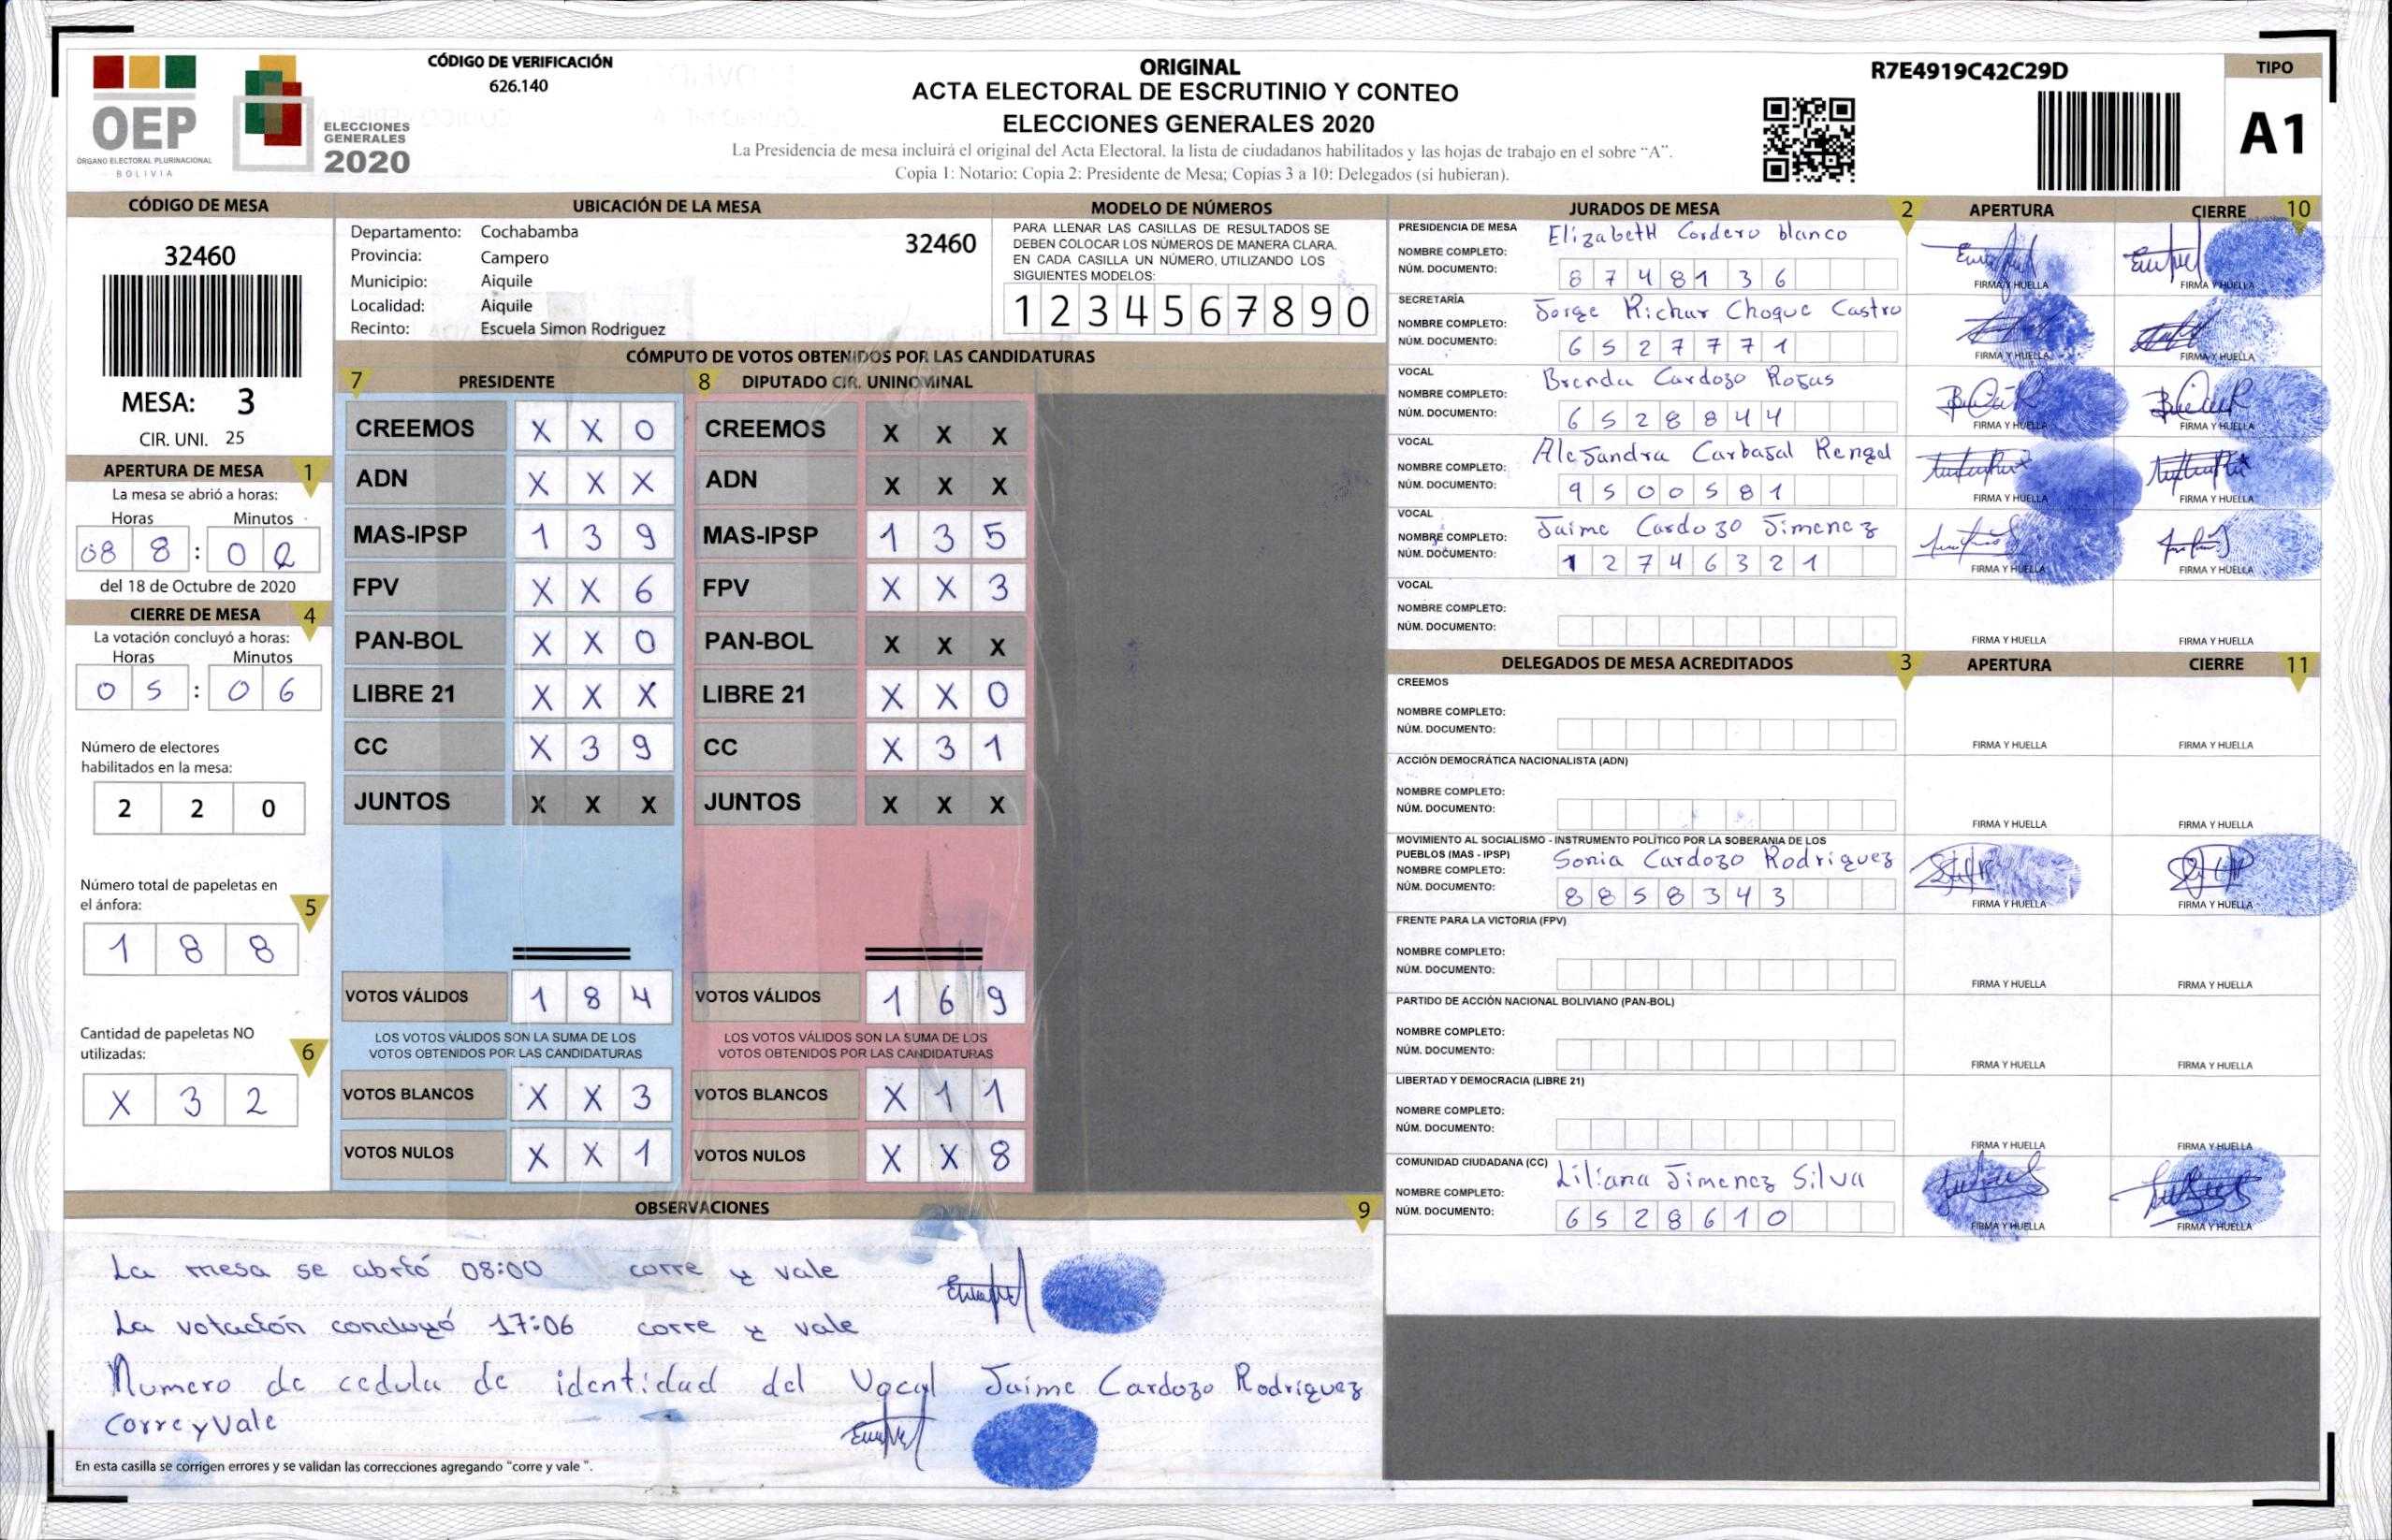 OEP
ÓRGANO ELECTORAL PLURINACIONAL
BOLIVIA
ELECCIONES
GENERALES
2020
CÓDIGO DE VERIFICACIÓN
626.140
ORIGINAL
ACTA ELECTORAL DE ESCRUTINIO Y CONTEO
ELECCIONES GENERALES 2020
La Presidencia de mesa incluirá el original del Acta Electoral, la lista de ciudadanos habilitados y las hojas de trabajo en el sobre “A”.
Copia 1: Notario; Copia 2: Presidente de Mesa; Copias 3 a 10: Delegados (si hubieran).
R7E4919C42C29D
TIPO
A1
CÓDIGO DE MESA
32460
MESA: 3
CIR. UNI. 25
APERTURA DE MESA 1
La mesa se abrió a horas:
Horas Minutos
8 : 0
del 18 de Octubre de 2020
CIERRE DE MESA 4
La votación concluyó a horas:
Horas Minutos
0 5 : 0 6
Número de electores
habilitados en la mesa:
2 2 0
Número total de papeletas en
el ánfora: 5
1 8 8
Cantidad de papeletas NO
utilizadas: 6
X 3 2
UBICACIÓN DE LA MESA
Departamento: Cochabamba 32460
Provincia: Campero
Municipio: Aiquile
Localidad: Aiquile
Recinto: Escuela Simon Rodriguez
MODELO DE NÚMEROS
PARA LLENAR LAS CASILLAS DE RESULTADOS SE
DEBEN COLOCAR LOS NÚMEROS DE MANERA CLARA.
EN CADA CASILLA UN NÚMERO, UTILIZANDO LOS
SIGUIENTES MODELOS:
1 2 3 4 5 6 7 8 9 0
CÓMPUTO DE VOTOS OBTENIDOS POR LAS CANDIDATURAS
7 PRESIDENTE 8 DIPUTADO CIR. UNINOMINAL
CREEMOS X X 0 CREEMOS X X X
ADN X X X ADN X X X
MAS-IPSP 1 3 9 MAS-IPSP 1 3 5
FPV X X 6 FPV X X 3
PAN-BOL X X 0 PAN-BOL X X X
LIBRE 21 X X X LIBRE 21 X X 0
CC X 3 9 CC X 3 1
JUNTOS X X X JUNTOS X X X
VOTOS VÁLIDOS 1 8 4 VOTOS VÁLIDOS 1 6 9
LOS VOTOS VÁLIDOS SON LA SUMA DE LOS LOS VOTOS VÁLIDOS SON LA SUMA DE LOS
VOTOS OBTENIDOS POR LAS CANDIDATURAS VOTOS OBTENIDOS POR LAS CANDIDATURAS
VOTOS BLANCOS X X 3 VOTOS BLANCOS X 1 1
VOTOS NULOS X X 1 VOTOS NULOS X X 8
JURADOS DE MESA 2 APERTURA CIERRE 10
PRESIDENCIA DE MESA
NOMBRE COMPLETO: Elizabeth Cordero blanco
NÚM. DOCUMENTO: 8 7 4 8 1 3 6
FIRMA Y HUELLA FIRMA Y HUELLA
SECRETARÍA
NOMBRE COMPLETO: Jorge Richar Choque Castro
NÚM. DOCUMENTO: 6 5 2 7 7 7 1
FIRMA Y HUELLA FIRMA Y HUELLA
VOCAL
NOMBRE COMPLETO: Brenda Cardozo Rojas
NÚM. DOCUMENTO: 6 5 2 8 8 4 4
FIRMA Y HUELLA FIRMA Y HUELLA
VOCAL
NOMBRE COMPLETO: Alejandra Carbajal Rengel
NÚM. DOCUMENTO: 9 5 0 0 5 8 1
FIRMA Y HUELLA FIRMA Y HUELLA
VOCAL
NOMBRE COMPLETO: Jaime Cardozo Jimenez
NÚM. DOCUMENTO: 1 2 7 4 6 3 2 1
FIRMA Y HUELLA FIRMA Y HUELLA
VOCAL
NOMBRE COMPLETO:
NÚM. DOCUMENTO:
FIRMA Y HUELLA FIRMA Y HUELLA
DELEGADOS DE MESA ACREDITADOS 3 APERTURA CIERRE 11
CREEMOS
NOMBRE COMPLETO:
NÚM. DOCUMENTO:
FIRMA Y HUELLA FIRMA Y HUELLA
ACCIÓN DEMOCRÁTICA NACIONALISTA (ADN)
NOMBRE COMPLETO:
NÚM. DOCUMENTO:
FIRMA Y HUELLA FIRMA Y HUELLA
MOVIMIENTO AL SOCIALISMO - INSTRUMENTO POLÍTICO POR LA SOBERANIA DE LOS
PUEBLOS (MAS - IPSP)
NOMBRE COMPLETO: Sonia Cardozo Rodriguez
NÚM. DOCUMENTO: 8 8 5 8 3 4 3
FIRMA Y HUELLA FIRMA Y HUELLA
FRENTE PARA LA VICTORIA (FPV)
NOMBRE COMPLETO:
NÚM. DOCUMENTO:
FIRMA Y HUELLA FIRMA Y HUELLA
PARTIDO DE ACCIÓN NACIONAL BOLIVIANO (PAN-BOL)
NOMBRE COMPLETO:
NÚM. DOCUMENTO:
FIRMA Y HUELLA FIRMA Y HUELLA
LIBERTAD Y DEMOCRACIA (LIBRE 21)
NOMBRE COMPLETO:
NÚM. DOCUMENTO:
FIRMA Y HUELLA FIRMA Y HUELLA
COMUNIDAD CIUDADANA (CC)
NOMBRE COMPLETO: Liliana Jimenez Silva
NÚM. DOCUMENTO: 6 5 2 8 6 1 0
FIRMA Y HUELLA FIRMA Y HUELLA
OBSERVACIONES 9
La mesa se abrió 08:00 corre y vale
La votación concluyó 17:06 corre y vale
Numero de cedula de identidad del Vocal Jaime Cardozo Rodriguez
Corre y Vale
En esta casilla se corrigen errores y se validan las correcciones agregando “corre y vale ”.